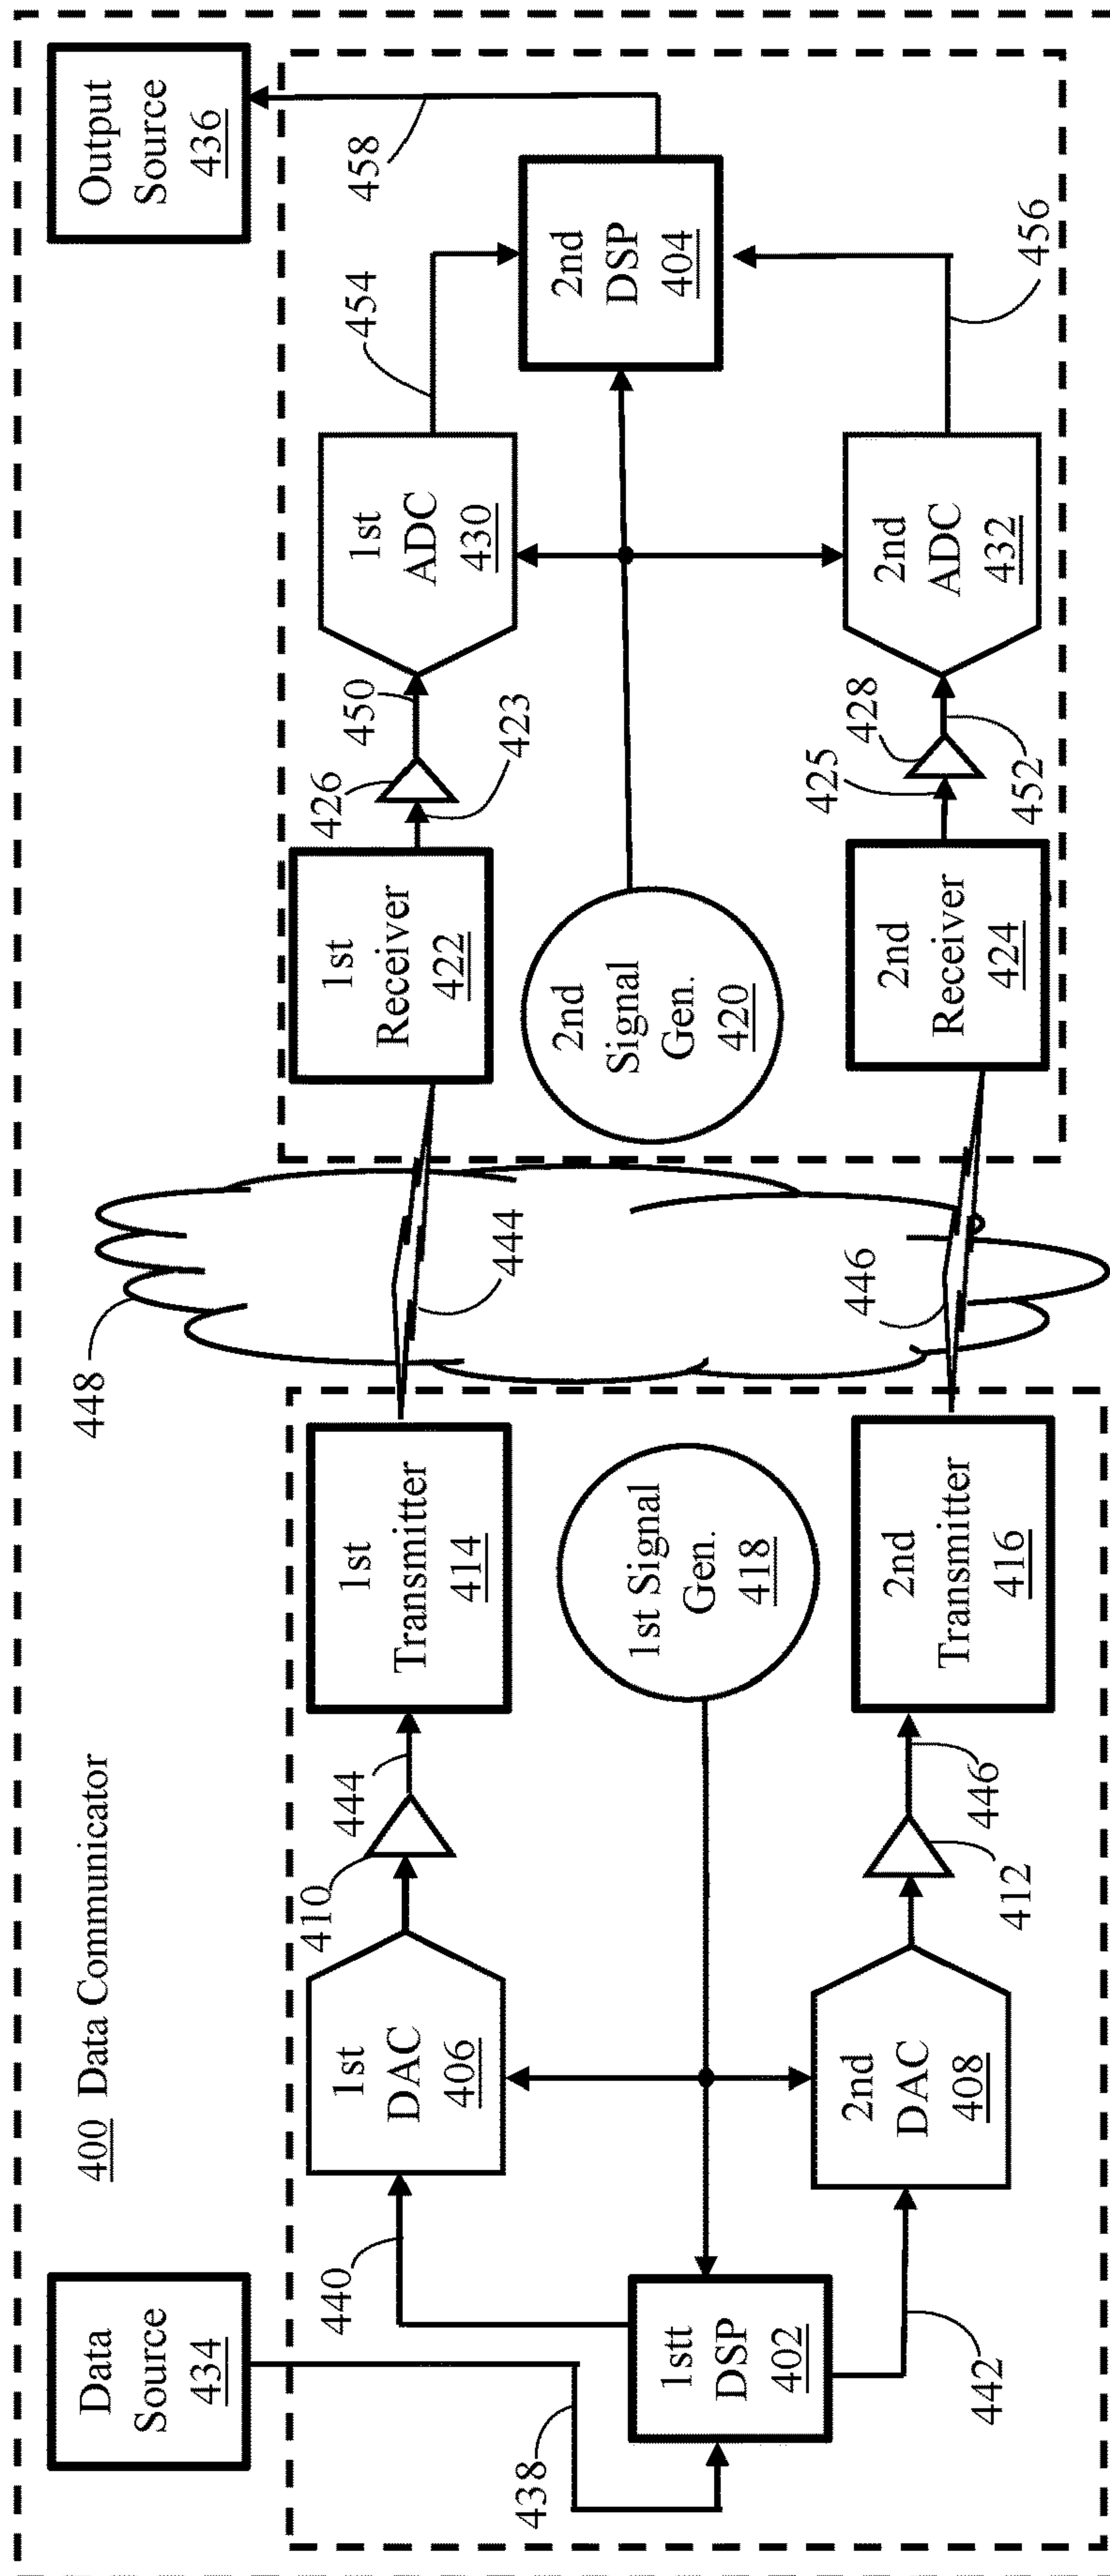 400 Data Communicator
Data
Source
434
Output
Source
436
448
438
440
442
1stt
DSP
402
1st
DAC
406
2nd
DAC
408
410
444
412
446
1st
Transmitter
414
1st Signal
Gen.
418
2nd
Transmitter
416
444
446
1st
Receiver
422
2nd
Signal
Gen.
420
2nd
Receiver
424
426
450
423
425
428
452
1st
ADC
430
2nd
ADC
432
454
456
2nd
DSP
404
458